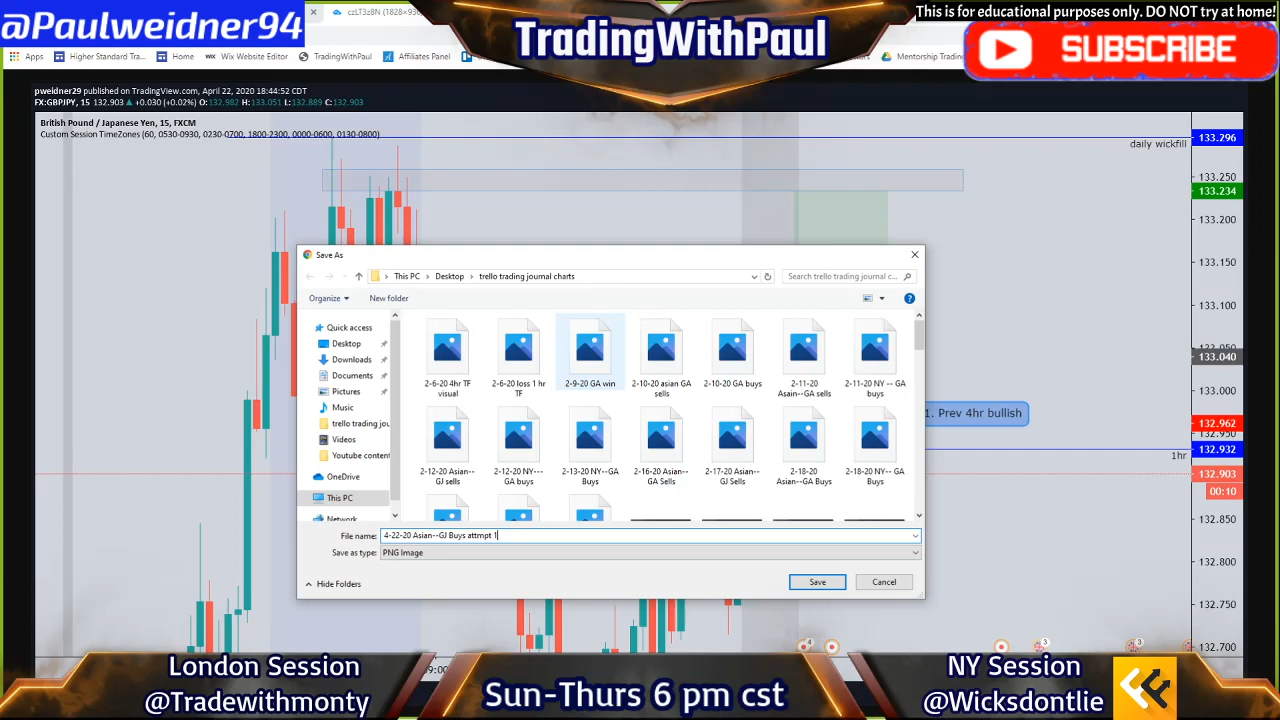 @Paulweidner94
TradingWithPaul
This is for educational purposes only. DO NOT try at home!
SUBSCRIBE
czLT3z8N (1828×936
Apps
Higher Standard Tra...
Home
WIX
Wix Website Editor
TradingWithPaul
Affiliates Panel
Mentorship Trading
pweidner29 published on TradingView.com, April 22, 2020 18:44:52 CDT
FX:GBPJPY, 15 132.903 ▲ +0.030 (+0.02%) O:132.982 H:133.051 L:132.889 C:132.903
British Pound / Japanese Yen, 15, FXCM
Custom Session TimeZones (60, 0530-0930, 0230-0700, 1800-2300, 0000-0600, 0130-0800)
133.296
daily wickfill
133.250
133.234
133.200
133.150
133.100
133.040
133.000
1. Prev 4hr bullish
132.962
132.950
132.932
1hr
132.903
00:10
132.850
132.800
132.750
132.700
Save As
This PC
Desktop
trello trading journal charts
Search trello trading journal c...
Organize
New folder
Quick access
Desktop
Downloads
Documents
Pictures
Music
trello trading jou
Videos
Youtube content
OneDrive
This PC
Network
2-6-20 4hr TF
visual
2-6-20 loss 1 hr
TF
2-9-20 GA win
2-10-20 asian GA
sells
2-10-20 GA buys
2-11-20
Asain--GA sells
2-11-20 NY -- GA
buys
2-12-20 Asian--
GJ sells
2-12-20 NY---
GA buys
2-13-20 NY--GA
Buys
2-16-20 Asian--
GA Sells
2-17-20 Asian--
GJ Sells
2-18-20
Asian--GA Buys
2-18-20 NY-- GA
Buys
File name:
4-22-20 Asian--GJ Buys attmpt 1
Save as type:
PNG Image
Hide Folders
Save
Cancel
4
3
3
London Session
@Tradewithmonty
Sun-Thurs 6 pm cst
NY Session
@Wicksdontlie